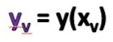 yᵥ = y(xᵥ)